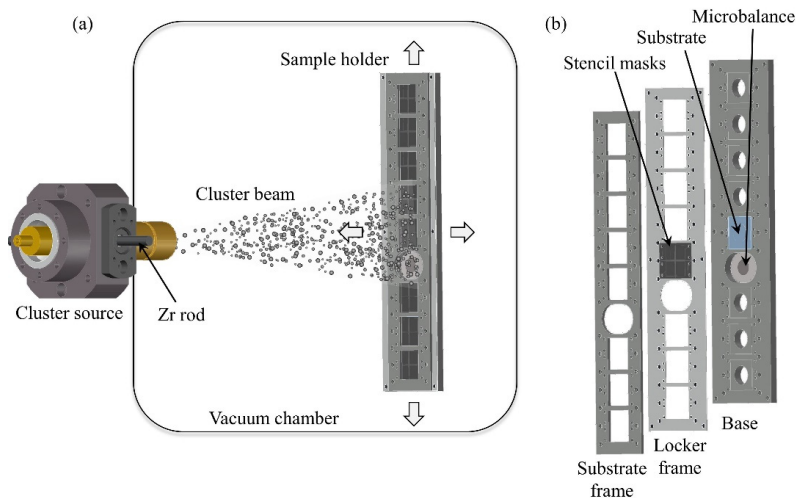 (a)
Sample holder
Cluster beam
Cluster source
Zr rod
Vacuum chamber
(b)
Microbalance
Substrate
Stencil masks
Base
Locker
frame
Substrate
frame